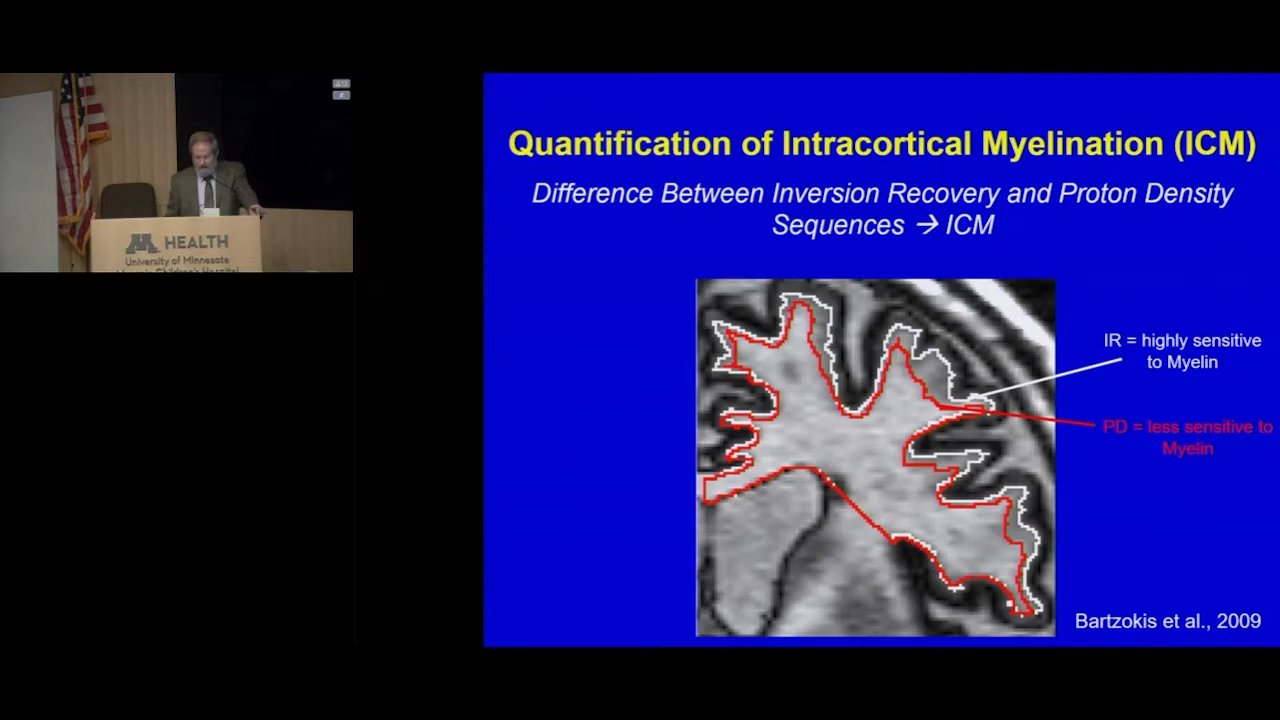 HEALTH
University of Minnesota
Quantification of Intracortical Myelination (ICM)
Difference Between Inversion Recovery and Proton Density
Sequences → ICM
IR = highly sensitive
to Myelin
PD = less sensitive to
Myelin
Bartzokis et al., 2009